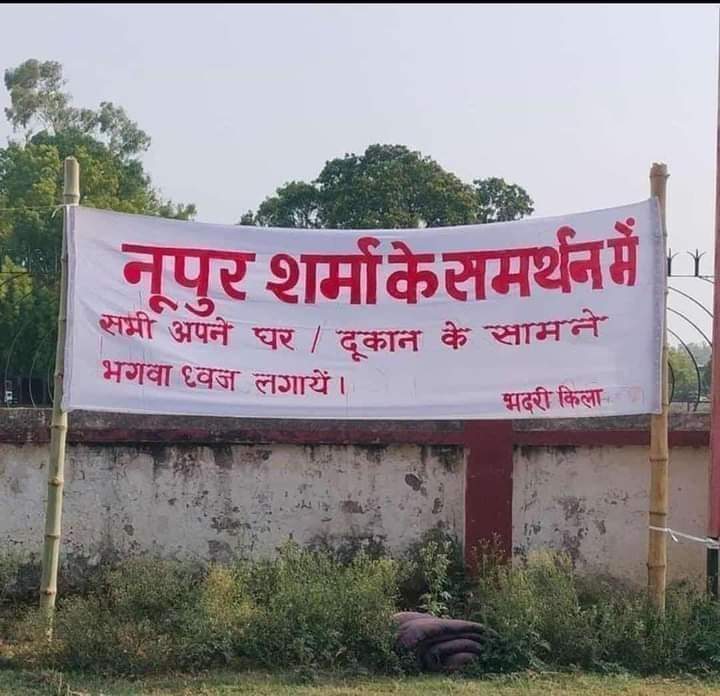 नूपुर शर्मा के समर्थन में
सभी अपने घर / दूकान के सामने
भगवा ध्वज लगायें।
भदरी किला